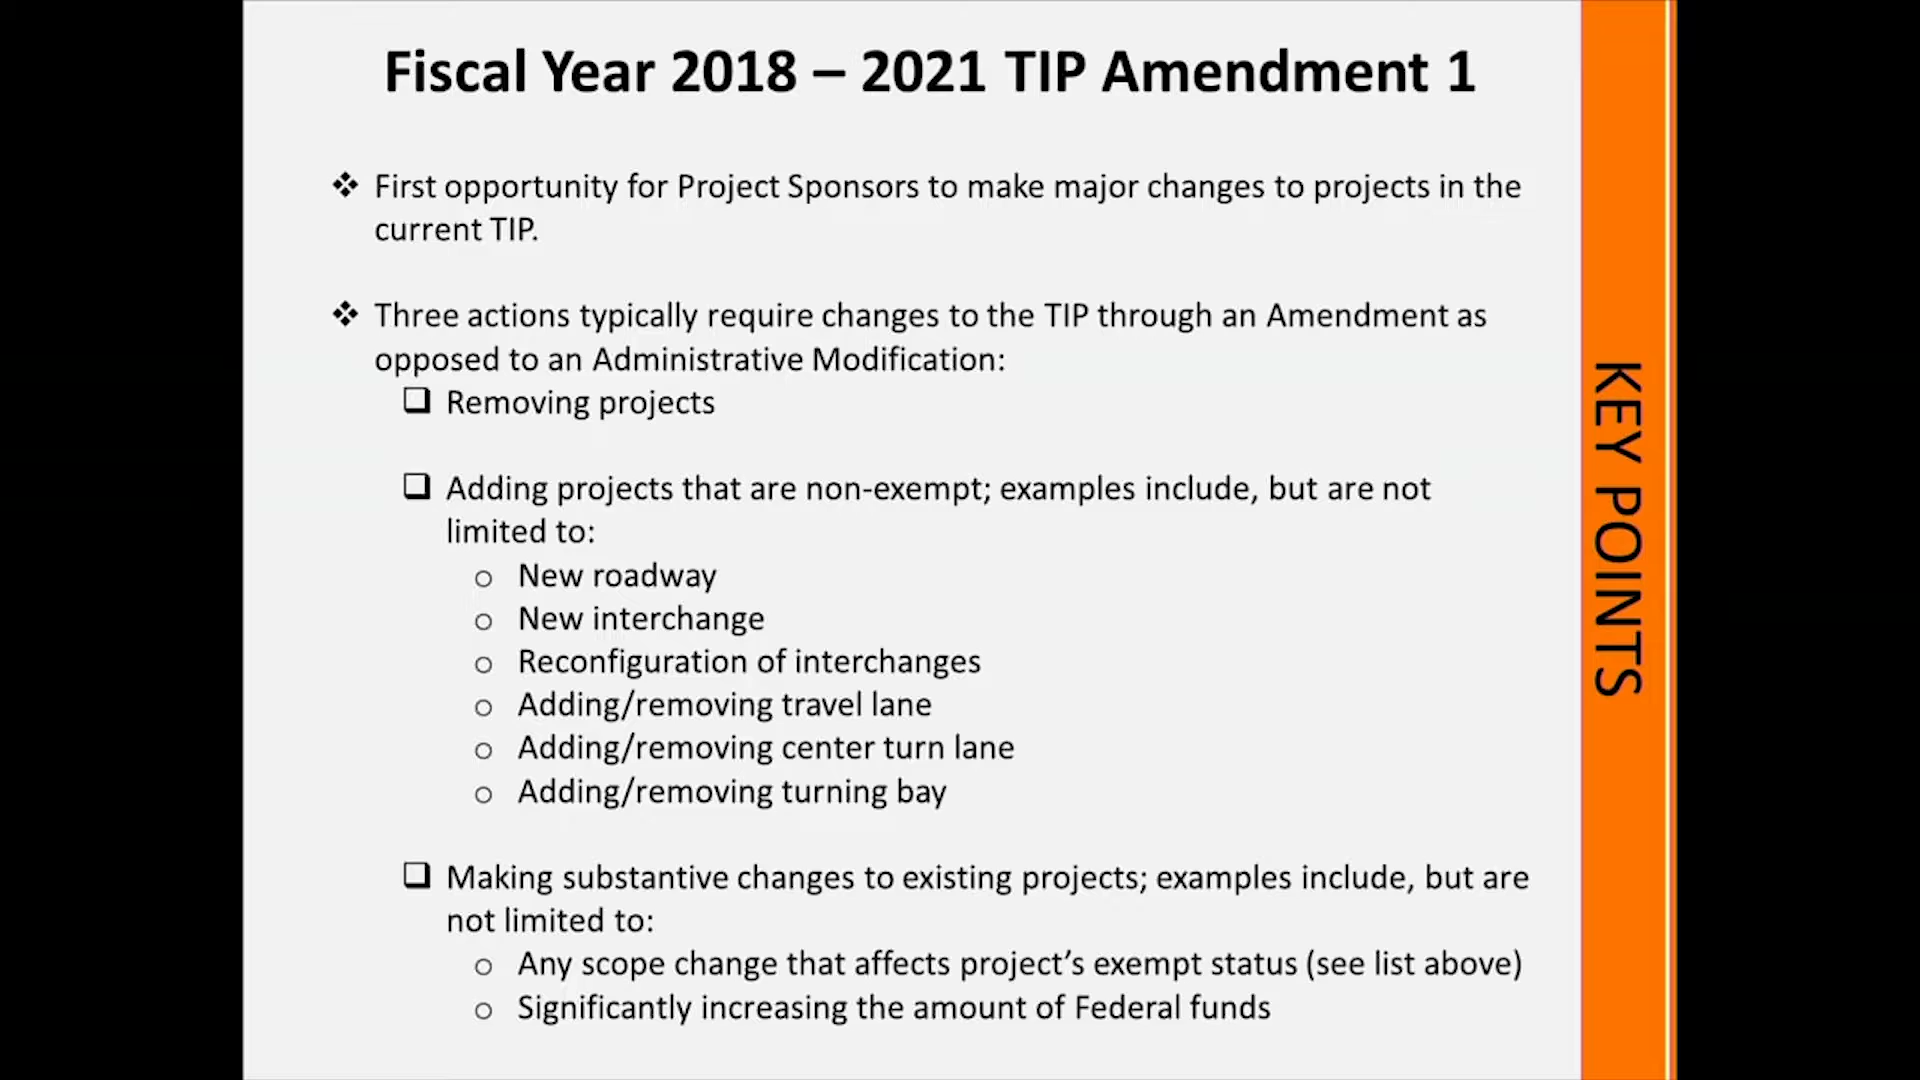 Fiscal Year 2018 – 2021 TIP Amendment 1
❖ First opportunity for Project Sponsors to make major changes to projects in the
current TIP.
❖ Three actions typically require changes to the TIP through an Amendment as
opposed to an Administrative Modification:
❑ Removing projects
❑ Adding projects that are non-exempt; examples include, but are not
limited to:
o New roadway
o New interchange
o Reconfiguration of interchanges
o Adding/removing travel lane
o Adding/removing center turn lane
o Adding/removing turning bay
❑ Making substantive changes to existing projects; examples include, but are
not limited to:
o Any scope change that affects project’s exempt status (see list above)
o Significantly increasing the amount of Federal funds
KEY POINTS